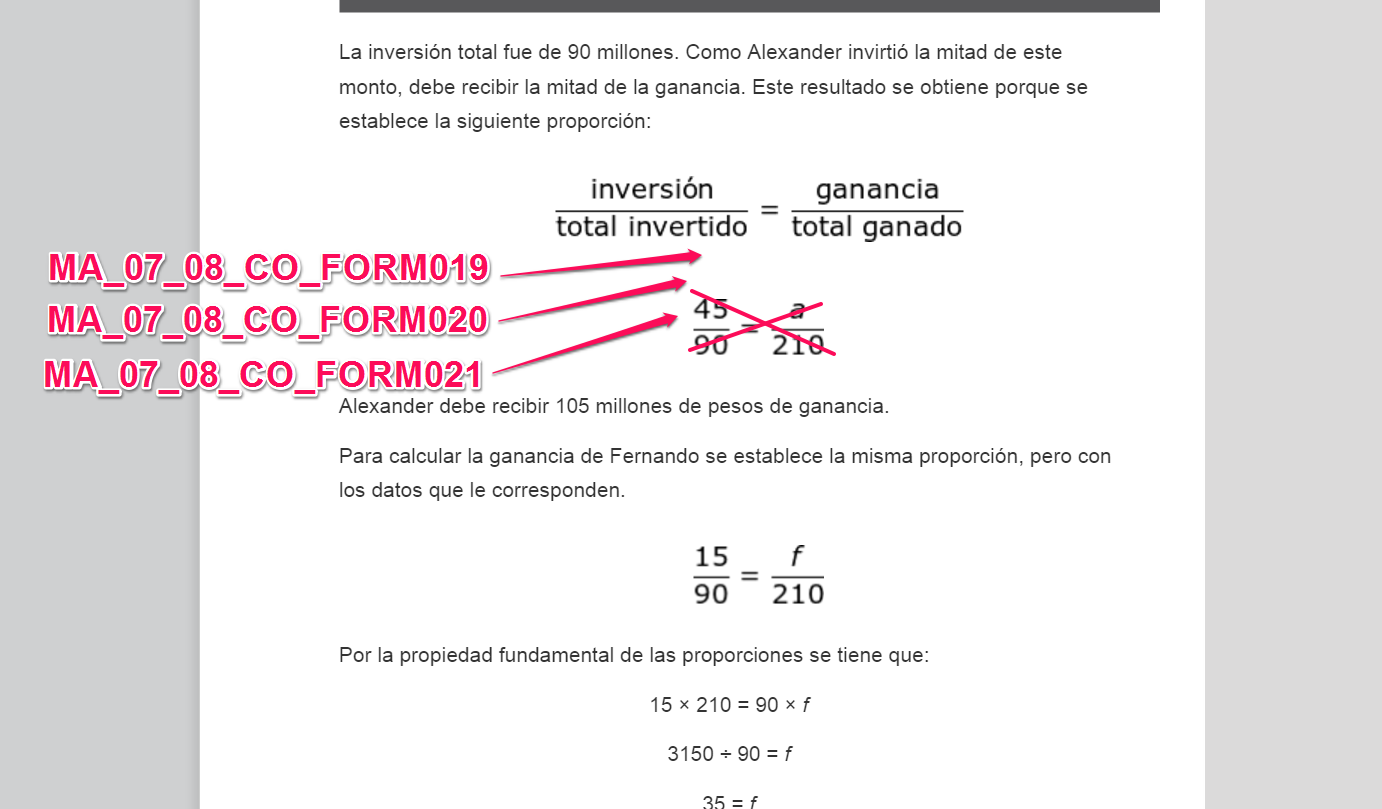 La inversión total fue de 90 millones. Como Alexander invirtió la mitad de este
monto, debe recibir la mitad de la ganancia. Este resultado se obtiene porque se
establece la siguiente proporción:
inversión / total invertido = ganancia / total ganado
MA_07_08_CO_FORM019
MA_07_08_CO_FORM020
45/90 = a/210
MA_07_08_CO_FORM021
Alexander debe recibir 105 millones de pesos de ganancia.
Para calcular la ganancia de Fernando se establece la misma proporción, pero con
los datos que le corresponden.
15/90 = f/210
Por la propiedad fundamental de las proporciones se tiene que:
15 × 210 = 90 × f
3150 ÷ 90 = f
35 = f